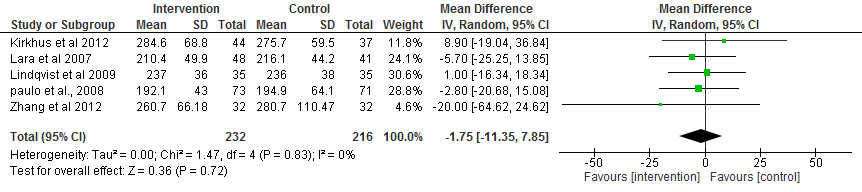 Intervention Control Mean Difference Mean Difference
Study or Subgroup Mean SD Total Mean SD Total Weight IV, Random, 95% CI IV, Random, 95% CI
Kirkhus et al 2012 284.6 68.8 44 275.7 59.5 37 11.8% 8.90 [-19.04, 36.84]
Lara et al 2007 210.4 49.9 48 216.1 44.2 41 24.1% -5.70 [-25.25, 13.85]
Lindqvist et al 2009 237 36 35 236 38 35 30.6% 1.00 [-16.34, 18.34]
paulo et al., 2008 192.1 43 73 194.9 64.1 71 28.8% -2.80 [-20.68, 15.08]
Zhang et al 2012 260.7 66.18 32 280.7 110.47 32 4.6% -20.00 [-64.62, 24.62]
Total (95% CI) 232 216 100.0% -1.75 [-11.35, 7.85]
Heterogeneity: Tau² = 0.00; Chi² = 1.47, df = 4 (P = 0.83); I² = 0%
Test for overall effect: Z = 0.36 (P = 0.72)
-50 -25 0 25 50
Favours [intervention] Favours [control]